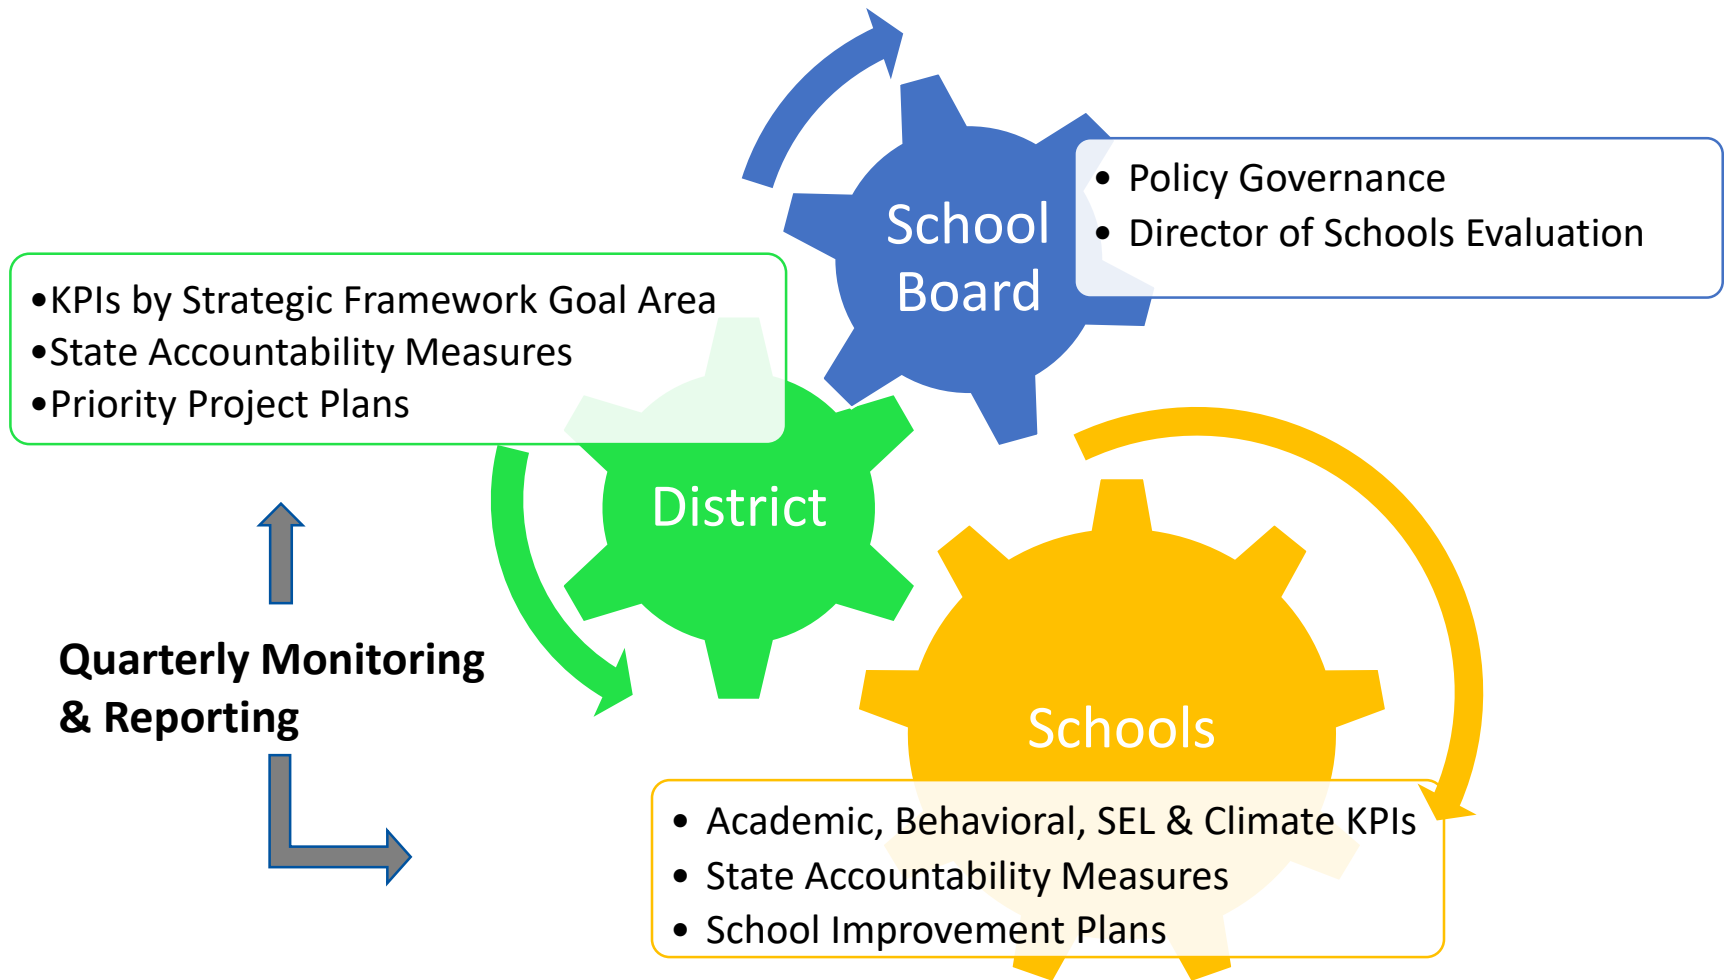 School
Board
• Policy Governance
• Director of Schools Evaluation
•KPIs by Strategic Framework Goal Area
•State Accountability Measures
•Priority Project Plans
District
Quarterly Monitoring
& Reporting
Schools
• Academic, Behavioral, SEL & Climate KPIs
• State Accountability Measures
• School Improvement Plans